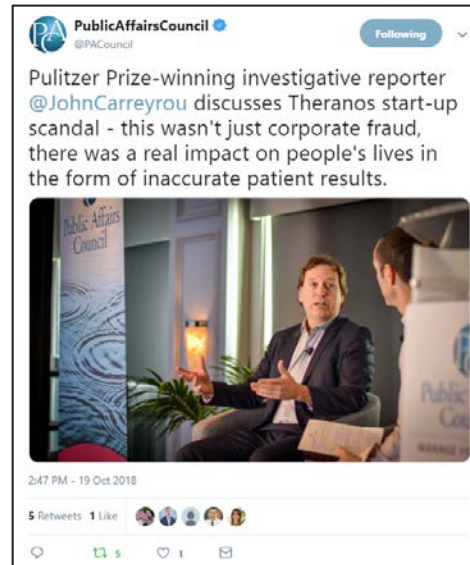 PublicAffairsCouncil
@PACouncil
Following
Pulitzer Prize-winning investigative reporter
@JohnCarreyrou discusses Theranos start-up
scandal - this wasn't just corporate fraud,
there was a real impact on people's lives in
the form of inaccurate patient results.
Public Affairs
Council
2:47 PM - 19 Oct 2018
5 Retweets 1 Like
5 1